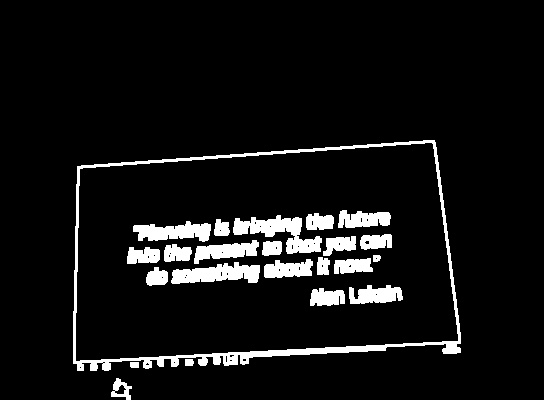 "Planning is bringing the future
into the present so that you can
do something about it now."
Alan Lakein